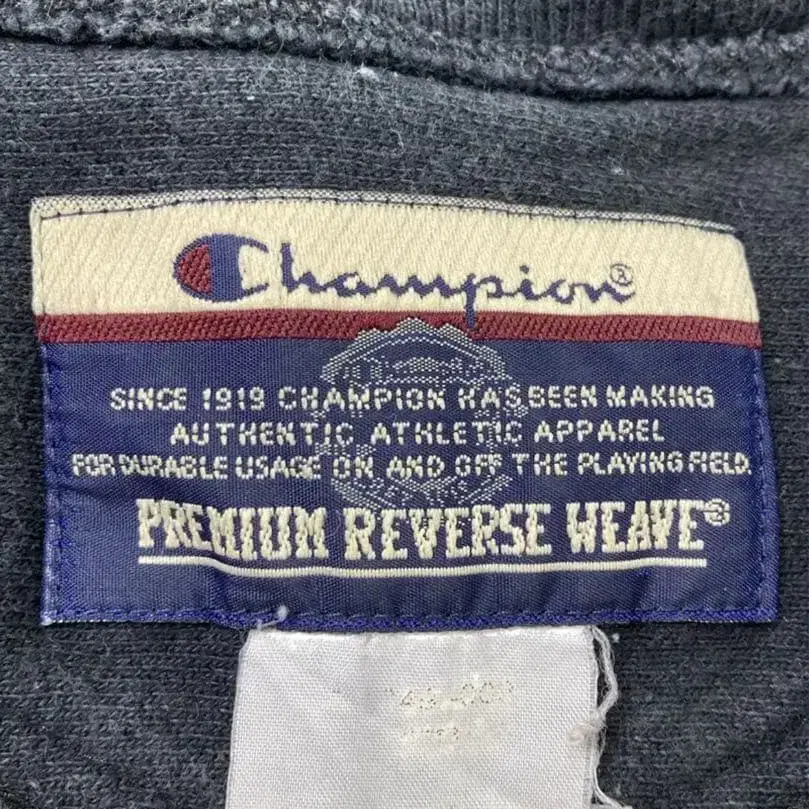 Champion®
SINCE 1919 CHAMPION HAS BEEN MAKING
AUTHENTIC ATHLETIC APPAREL
FOR DURABLE USAGE ON AND OFF THE PLAYING FIELD.
PREMIUM REVERSE WEAVE®